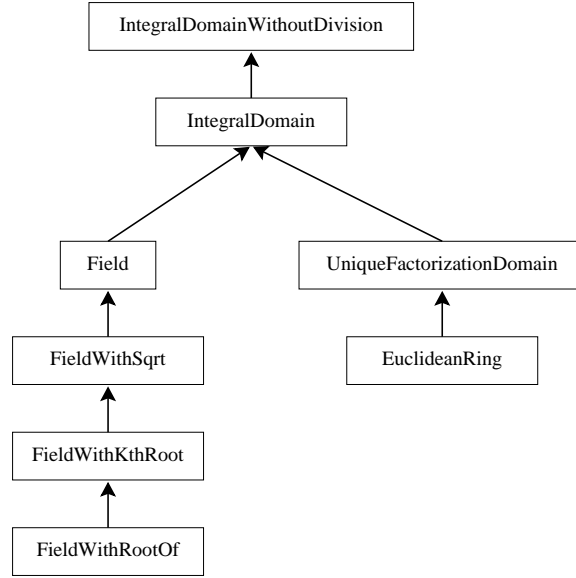 IntegralDomainWithoutDivision
IntegralDomain
Field
UniqueFactorizationDomain
FieldWithSqrt
EuclideanRing
FieldWithKthRoot
FieldWithRootOf